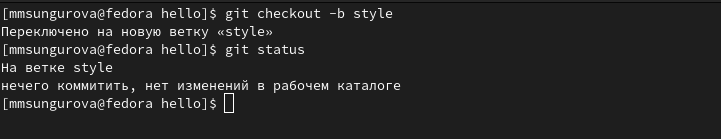 [mmsungurova@fedora hello]$ git checkout -b style
Переключено на новую ветку «style»
[mmsungurova@fedora hello]$ git status
На ветке style
нечего коммитить, нет изменений в рабочем каталоге
[mmsungurova@fedora hello]$